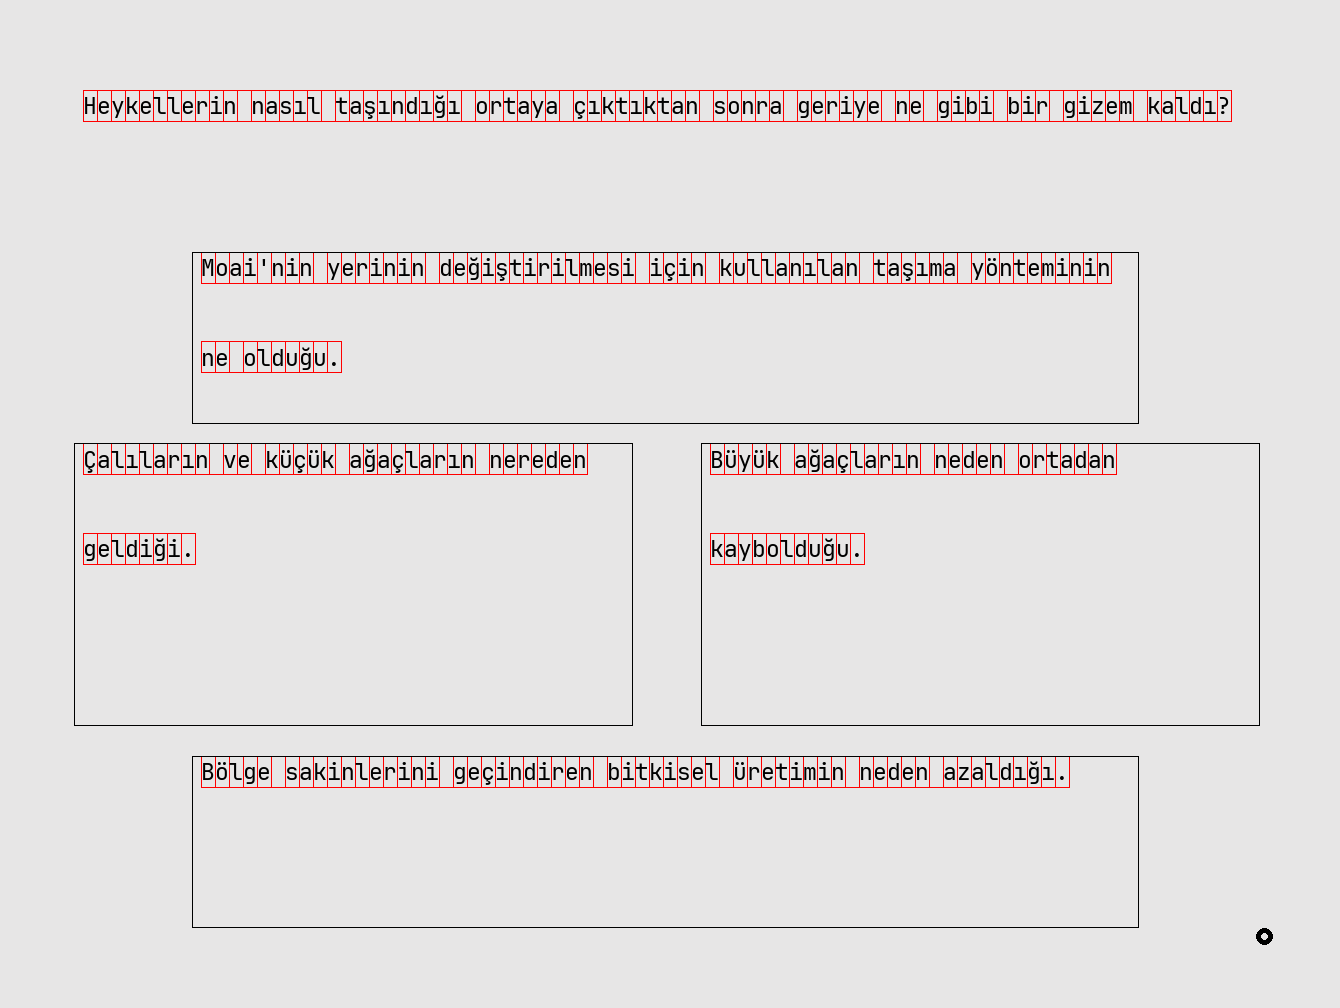 Heykellerin nasıl taşındığı ortaya çıktıktan sonra geriye ne gibi bir gizem kaldı?
Moai'nin yerinin değiştirilmesi için kullanılan taşıma yönteminin
ne olduğu.
Çalıların ve küçük ağaçların nereden
geldiği.
Büyük ağaçların neden ortadan
kaybolduğu.
Bölge sakinlerini geçindiren bitkisel üretimin neden azaldığı.